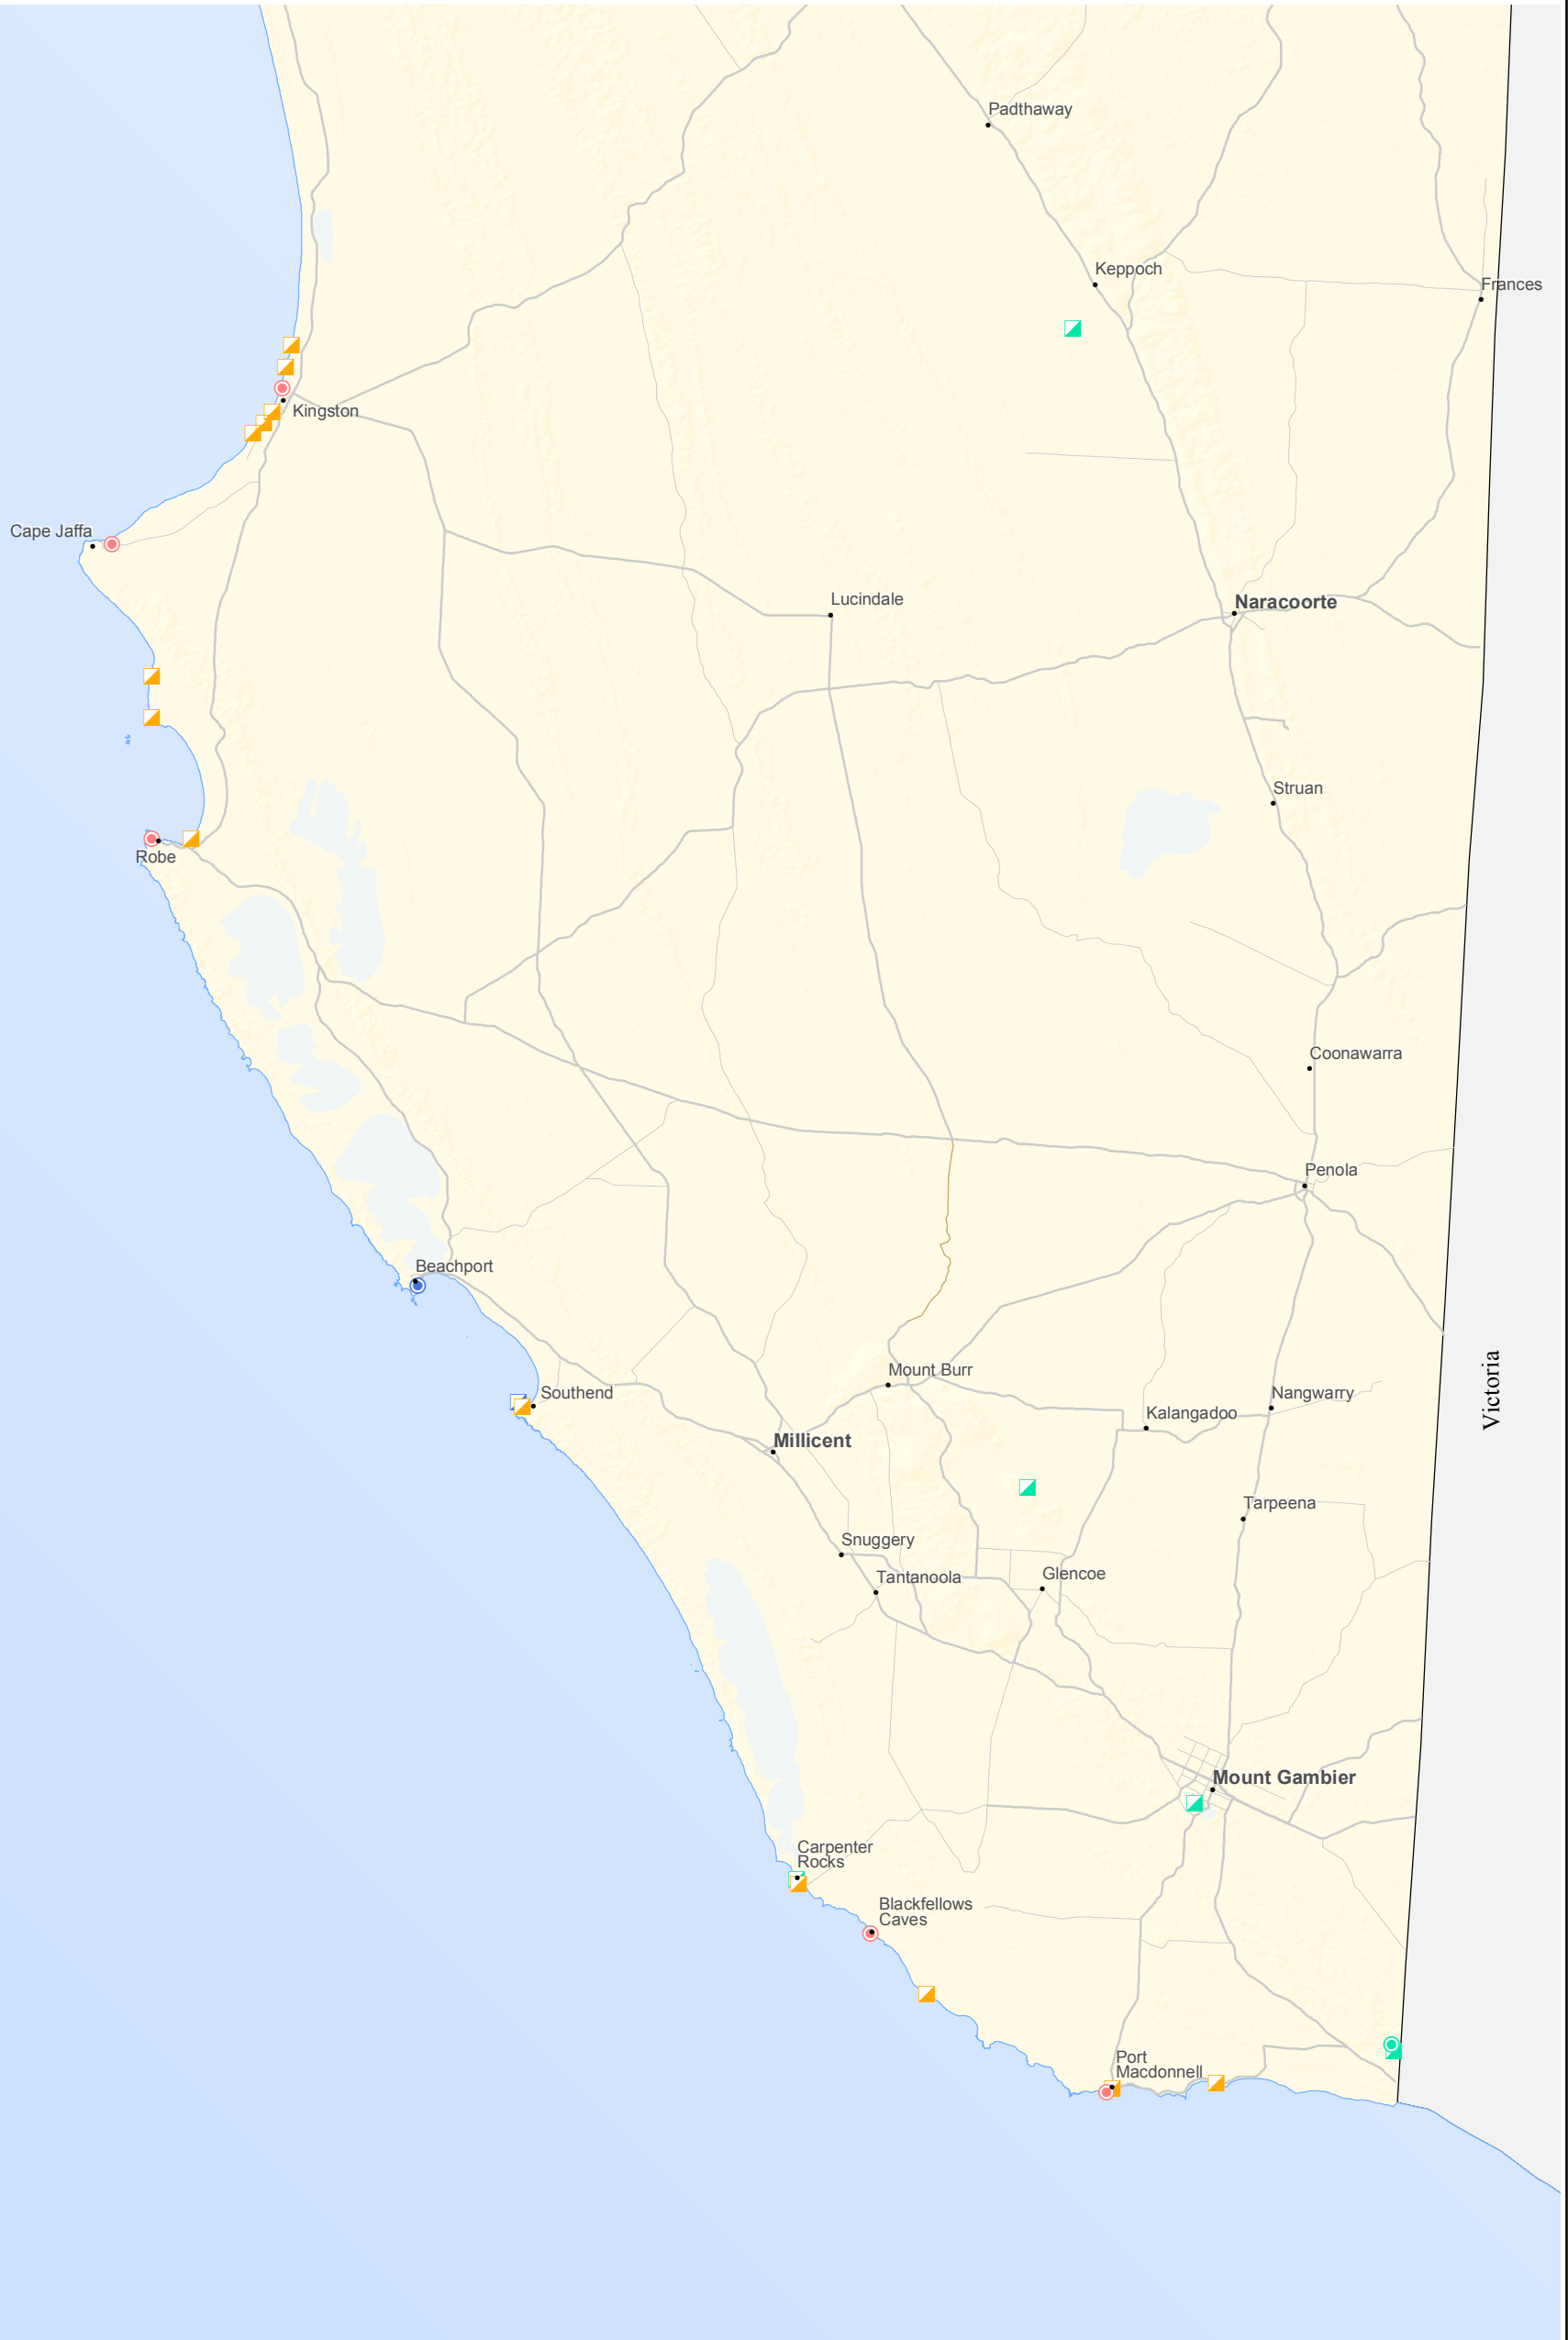 Padthaway
Keppoch
Frances
Kingston
Cape Jaffa
Lucindale
Naracoorte
Struan
Robe
Coonawarra
Penola
Beachport
Mount Burr
Southend
Nangwarry
Kalangadoo
Millicent
Victoria
Tarpeena
Snuggery
Tantanoola
Glencoe
Mount Gambier
Carpenter
Rocks
Blackfellows
Caves
Port
Macdonnell